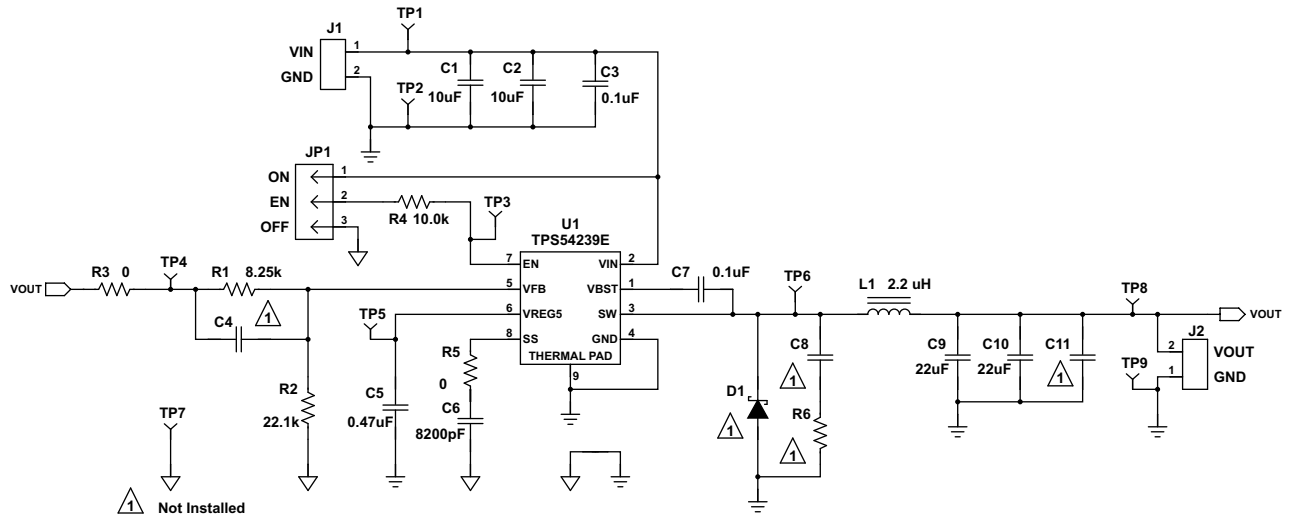 TP1
J1
VIN
1
GND
2
C1
10uF
C2
10uF
C3
0.1uF
TP2
JP1
ON
1
EN
2
OFF
3
R4 10.0k
TP3
U1
TPS54239E
7 EN
VIN 2
5 VFB
VBST 1
6 VREG5
SW 3
8 SS
GND 4
THERMAL PAD
9
C7
0.1uF
TP6
L1 2.2 uH
TP8
VOUT
J2
2
VOUT
1
GND
TP9
VOUT
R3 0
TP4
R1 8.25k
C4
1
TP5
R5
0
C6
8200pF
C5
0.47uF
R2
22.1k
TP7
D1
1
C8
1
R6
1
C9
22uF
C10
22uF
C11
1
1 Not Installed